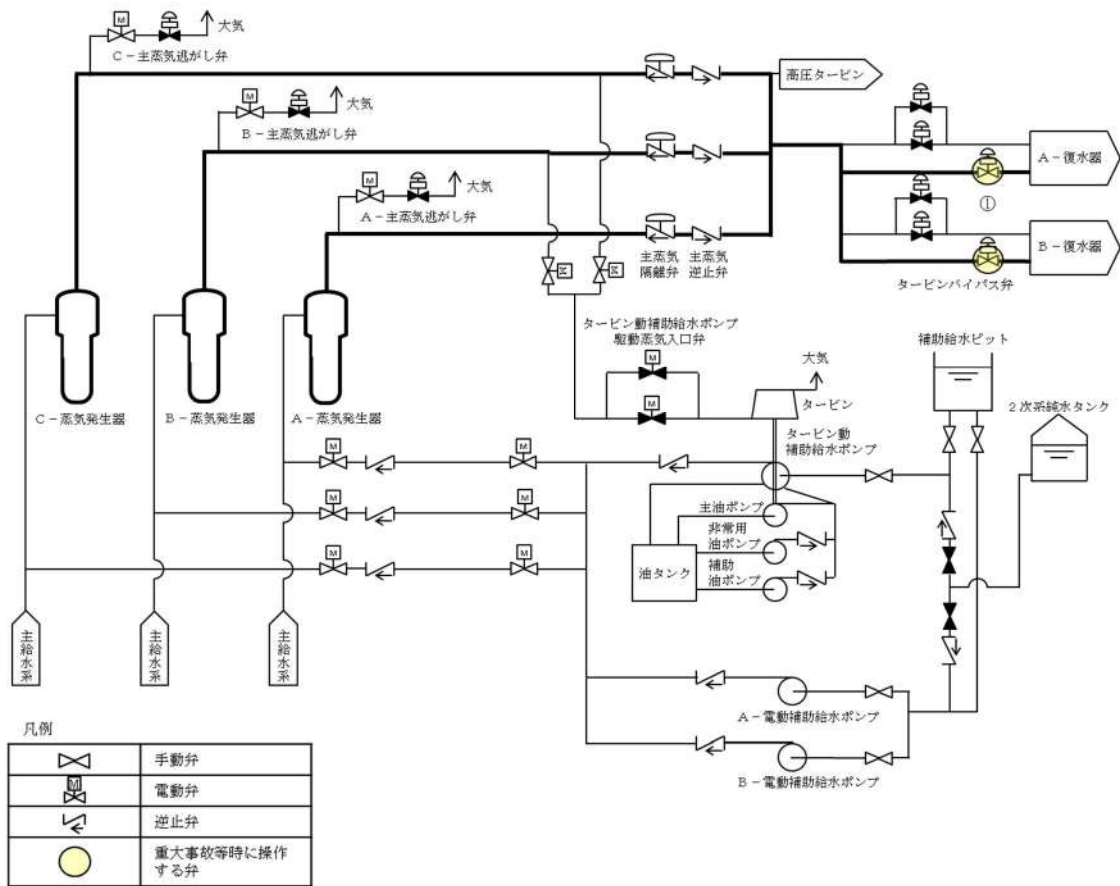 M
大気
C-主蒸気逃がし弁
高圧タービン
M
大気
B-主蒸気逃がし弁
A-復水器
①
M
大気
A-主蒸気逃がし弁
B-復水器
主蒸気
隔離弁
主蒸気
逆止弁
タービンバイパス弁
M
M
タービン動補助給水ポンプ
駆動蒸気入口弁
M
M
大気
タービン
補助給水ピット
2次系純水タンク
C-蒸気発生器
B-蒸気発生器
A-蒸気発生器
タービン動
補助給水ポンプ
M
M
M
M
M
M
主油ポンプ
非常用
油ポンプ
補助
油ポンプ
油タンク
主給水系
主給水系
主給水系
A-電動補助給水ポンプ
B-電動補助給水ポンプ
凡例
手動弁
M
電動弁
逆止弁
重大事故等時に操作
する弁